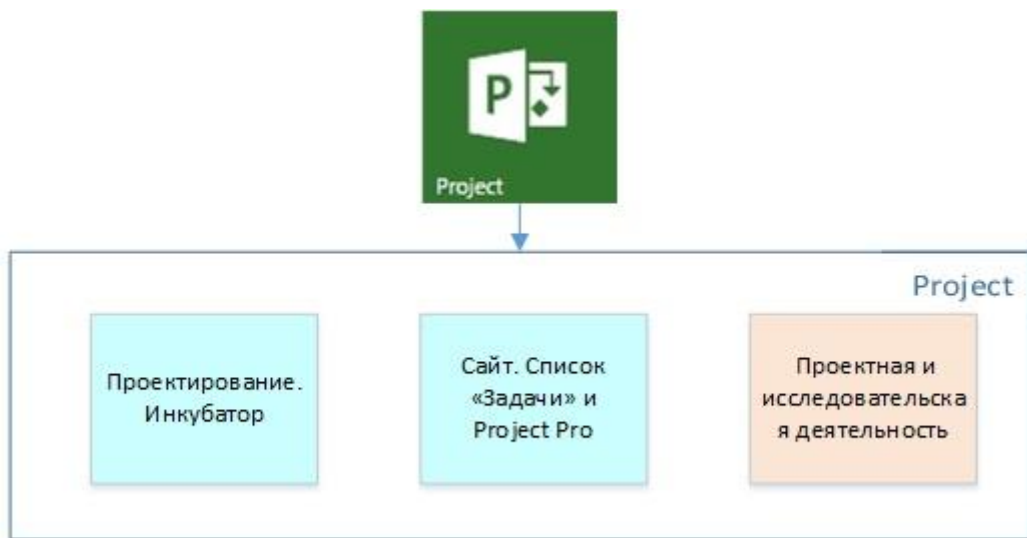 P
Project
Project
Проектирование.
Инкубатор
Сайт. Список
«Задачи» и
Project Pro
Проектная и
исследовательска
я деятельность